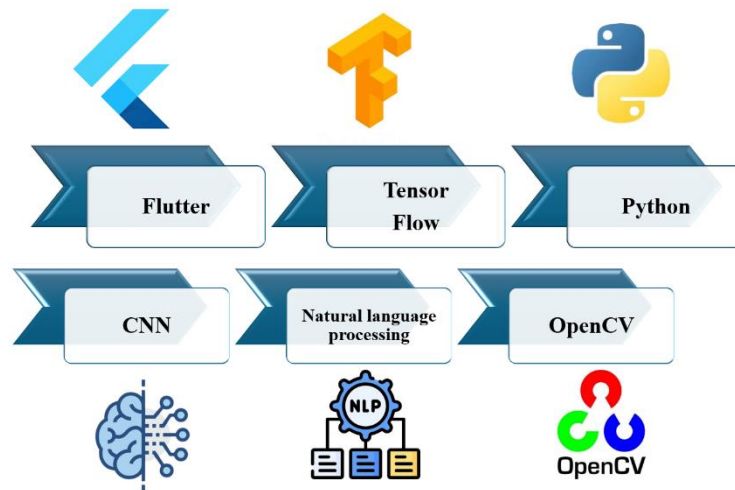 Flutter
Tensor
Flow
Python
CNN
Natural language
processing
OpenCV
NLP
OpenCV